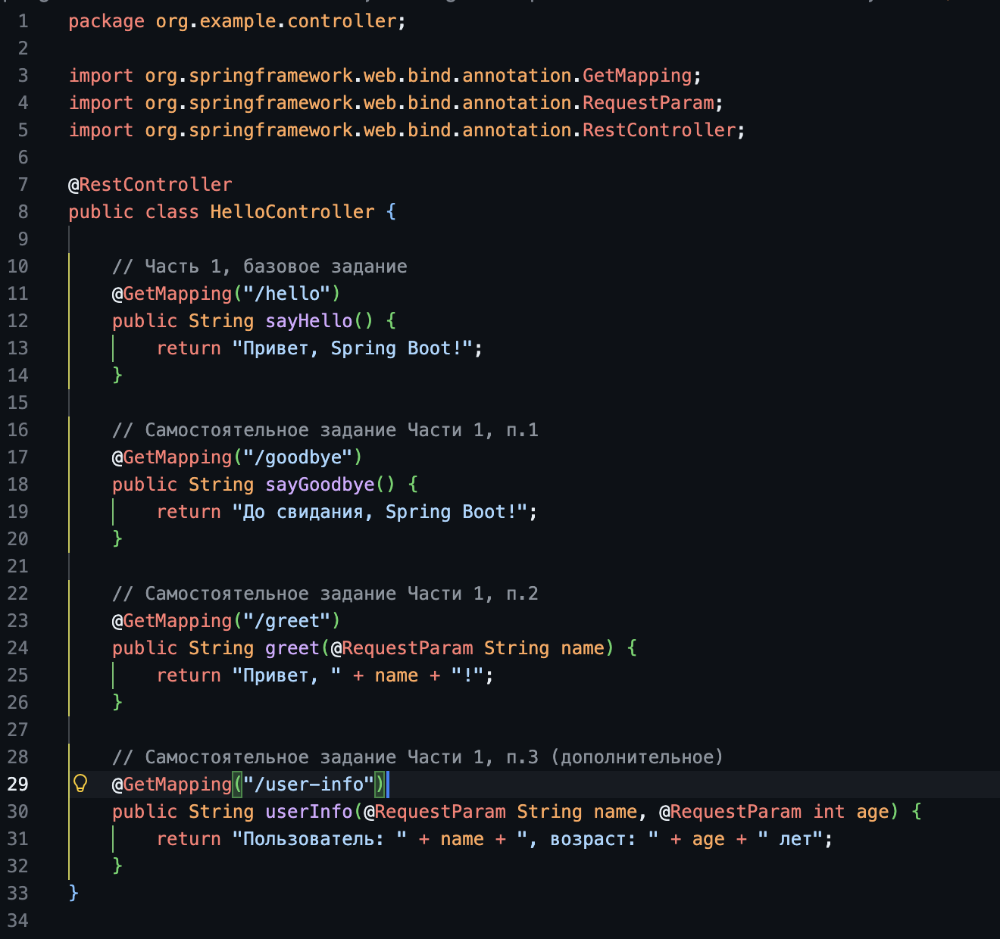 1 package org.example.controller;
2
3 import org.springframework.web.bind.annotation.GetMapping;
4 import org.springframework.web.bind.annotation.RequestParam;
5 import org.springframework.web.bind.annotation.RestController;
6
7 @RestController
8 public class HelloController {
9
10 // Часть 1, базовое задание
11 @GetMapping("/hello")
12 public String sayHello() {
13 return "Привет, Spring Boot!";
14 }
15
16 // Самостоятельное задание Части 1, п.1
17 @GetMapping("/goodbye")
18 public String sayGoodbye() {
19 return "До свидания, Spring Boot!";
20 }
21
22 // Самостоятельное задание Части 1, п.2
23 @GetMapping("/greet")
24 public String greet(@RequestParam String name) {
25 return "Привет, " + name + "!";
26 }
27
28 // Самостоятельное задание Части 1, п.3 (дополнительное)
29 @GetMapping("/user-info")
30 public String userInfo(@RequestParam String name, @RequestParam int age) {
31 return "Пользователь: " + name + ", возраст: " + age + " лет";
32 }
33 }
34